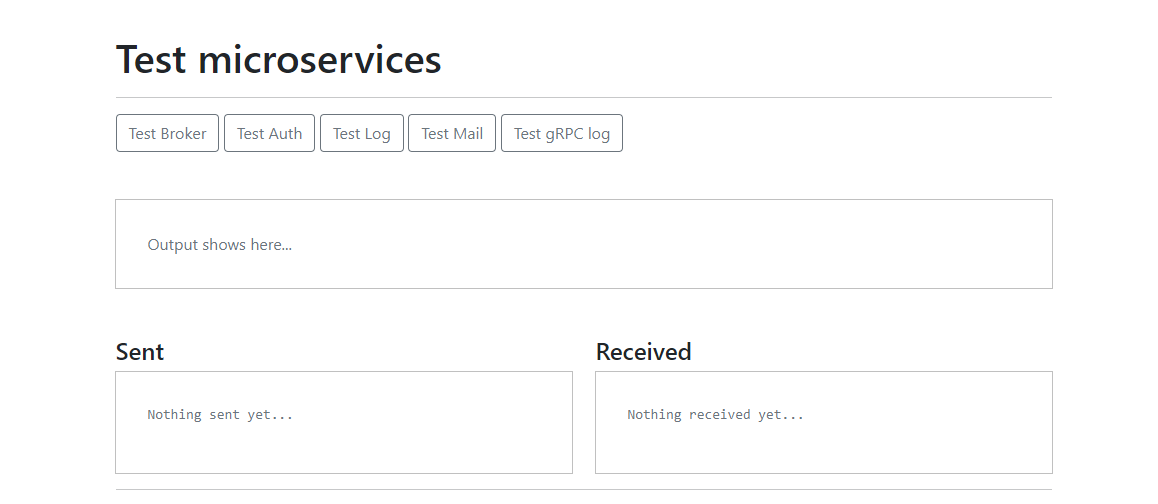 Test microservices
Test Broker Test Auth Test Log Test Mail Test gRPC log
Output shows here...
Sent
Nothing sent yet...
Received
Nothing received yet...